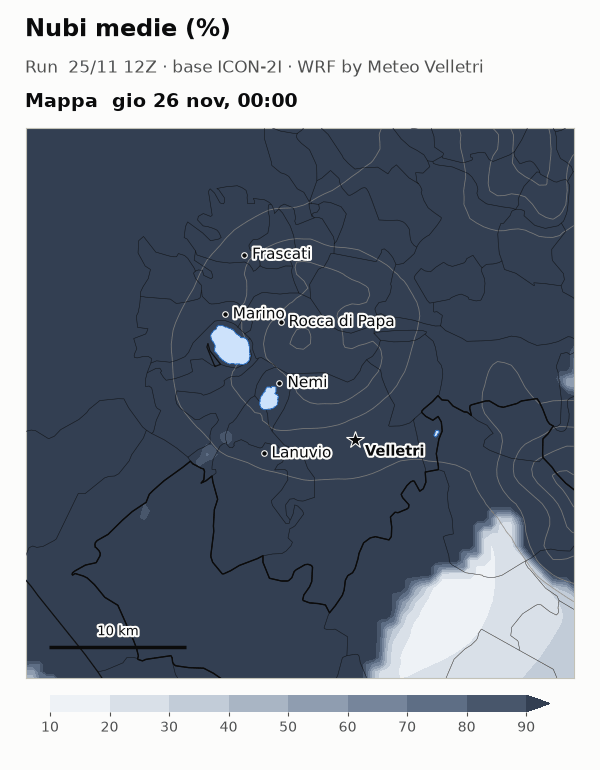 Nubi medie (%)
Run  25/11 12Z · base ICON-2I · WRF by Meteo Velletri
Mappa  gio 26 nov, 00:00
Frascati
Marino
Rocca di Papa
Nemi
Velletri
Lanuvio
10 km
10 20 30 40 50 60 70 80 90